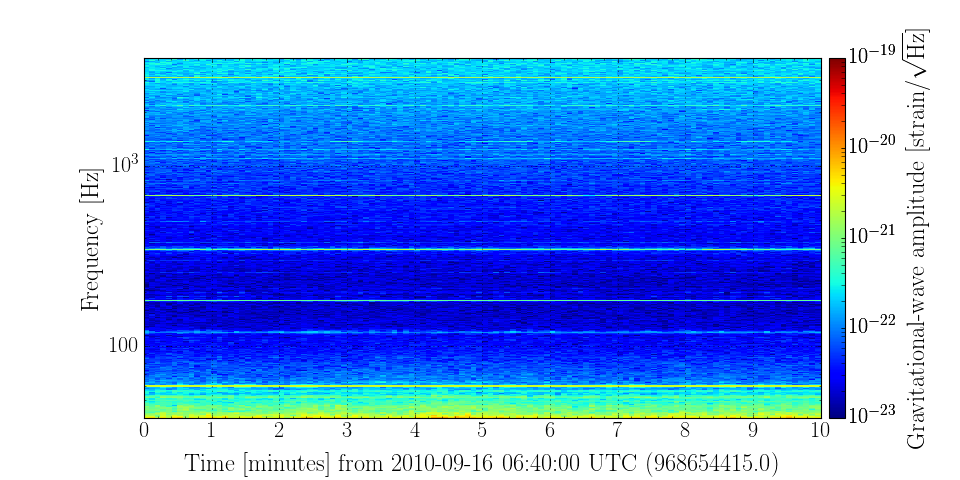 10^3
100
Frequency [Hz]
0 1 2 3 4 5 6 7 8 9 10
Time [minutes] from 2010-09-16 06:40:00 UTC (968654415.0)
10^−19
10^−20
10^−21
10^−22
10^−23
Gravitational-wave amplitude [strain/√Hz]